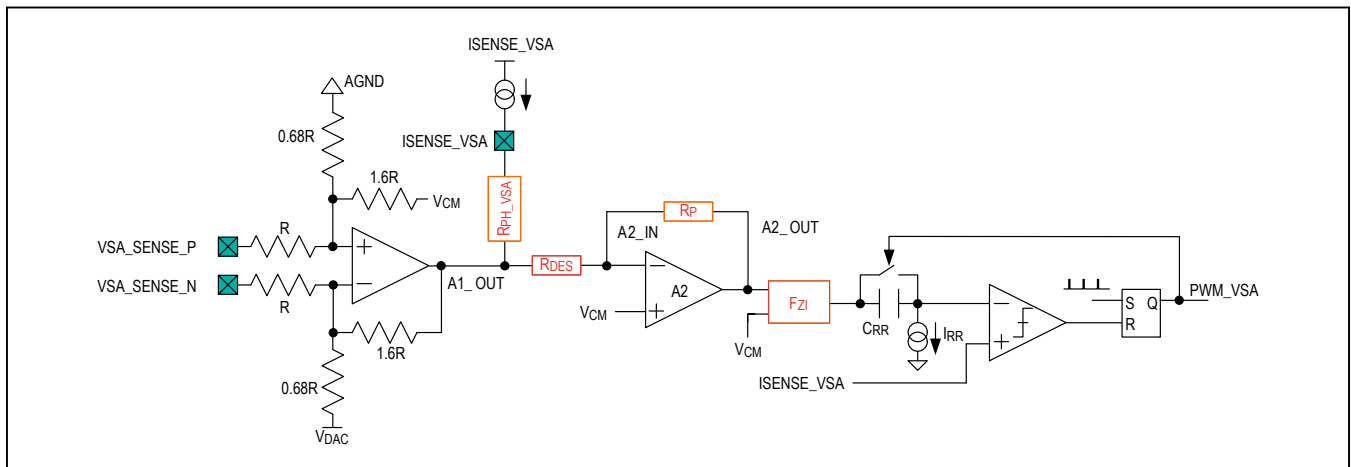 ISENSE_VSA
AGND
0.68R
ISENSE_VSA
1.6R
VCM
RPH_VSA
RP
R
VSA_SENSE_P
A2_IN
A2_OUT
A1_OUT
RDES
PWM_VSA
VSA_SENSE_N
R
A2
FZI
S Q
R
VCM
CRR
IRR
1.6R
VCM
0.68R
ISENSE_VSA
VDAC